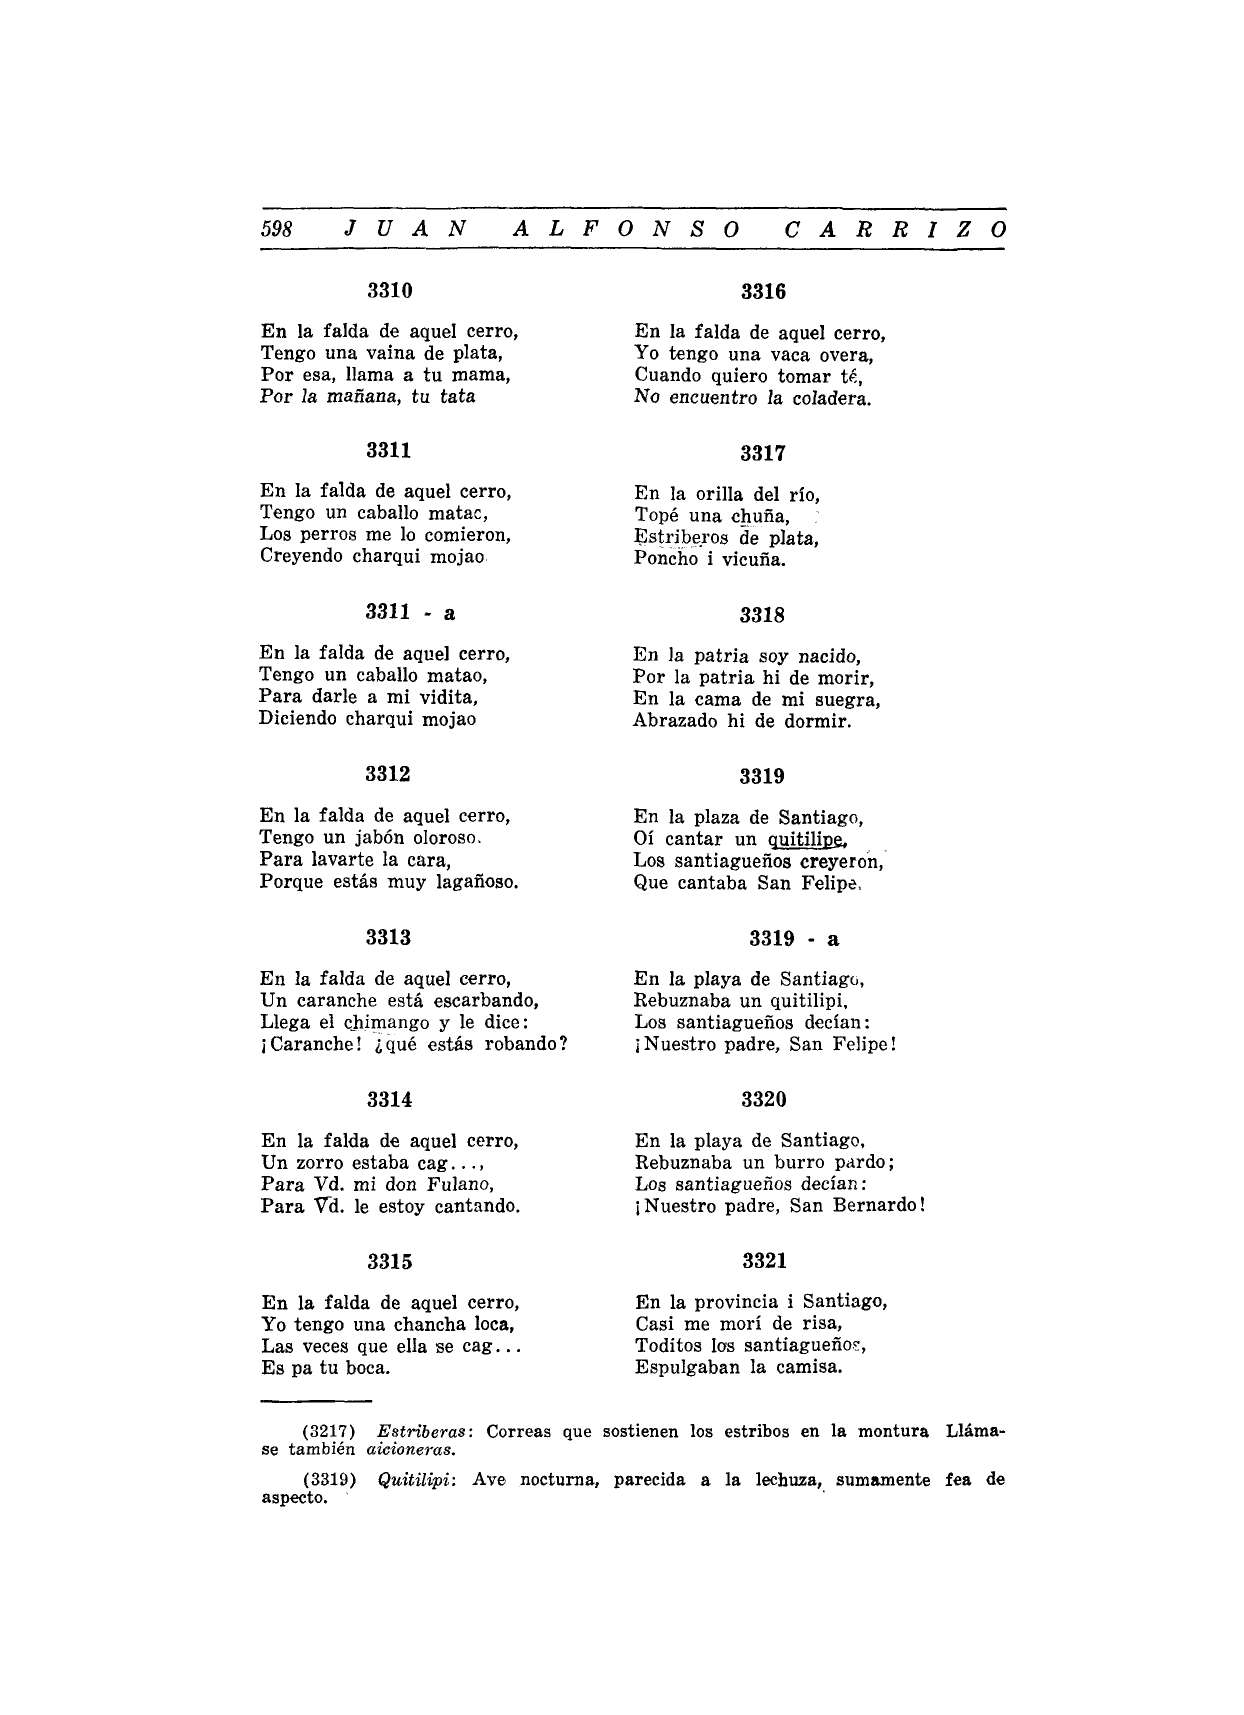 598 JUAN ALFONSO CARRIZO
3310
En la falda de aquel cerro,
Tengo una vaina de plata,
Por esa, llama a tu mama,
Por la mañana, tu tata
3311
En la falda de aquel cerro,
Tengo un caballo matac,
Los perros me lo comieron,
Creyendo charqui mojao
3311 - a
En la falda de aquel cerro,
Tengo un caballo matao,
Para darle a mi vidita,
Diciendo charqui mojao
3312
En la falda de aquel cerro,
Tengo un jabón oloroso.
Para lavarte la cara,
Porque estás muy lagañoso.
3313
En la falda de aquel cerro,
Un caranche está escarbando,
Llega el chimango y le dice:
¡Caranche! ¿qué estás robando?
3314
En la falda de aquel cerro,
Un zorro estaba cag...,
Para Vd. mi don Fulano,
Para Vd. le estoy cantando.
3315
En la falda de aquel cerro,
Yo tengo una chancha loca,
Las veces que ella se cag...
Es pa tu boca.
3316
En la falda de aquel cerro,
Yo tengo una vaca overa,
Cuando quiero tomar té,
No encuentro la coladera.
3317
En la orilla del río,
Topé una chuña,
Estriberos de plata,
Poncho i vicuña.
3318
En la patria soy nacido,
Por la patria hi de morir,
En la cama de mi suegra,
Abrazado hi de dormir.
3319
En la plaza de Santiago,
Oí cantar un quitilipe,
Los santiagueños creyerón,
Que cantaba San Felipe.
3319 - a
En la playa de Santiago,
Rebuznaba un quitilipi,
Los santiagueños decían:
¡Nuestro padre, San Felipe!
3320
En la playa de Santiago,
Rebuznaba un burro pardo;
Los santiagueños decían:
¡Nuestro padre, San Bernardo!
3321
En la provincia i Santiago,
Casi me morí de risa,
Toditos los santiagueños,
Espulgaban la camisa.
(3217) Estriberas: Correas que sostienen los estribos en la montura Lláma-
se también aicioneras.
(3319) Quitilipi: Ave nocturna, parecida a la lechuza, sumamente fea de
aspecto.